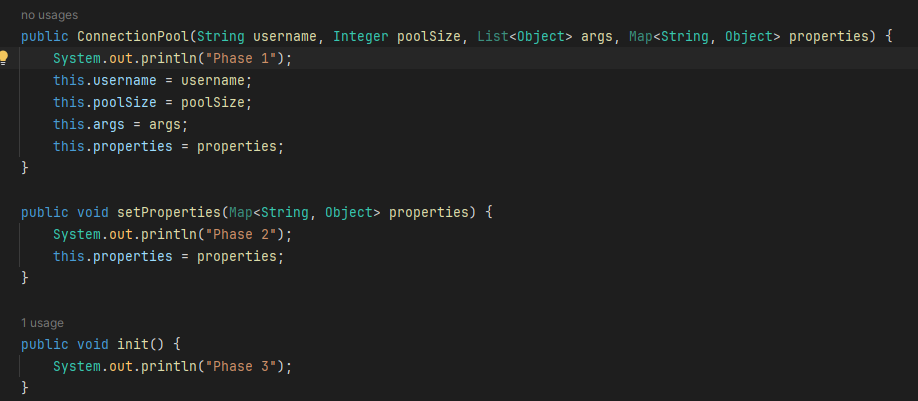 no usages
public ConnectionPool(String username, Integer poolSize, List<Object> args, Map<String, Object> properties) {
    System.out.println("Phase 1");
    this.username = username;
    this.poolSize = poolSize;
    this.args = args;
    this.properties = properties;
}

public void setProperties(Map<String, Object> properties) {
    System.out.println("Phase 2");
    this.properties = properties;
}

1 usage
public void init() {
    System.out.println("Phase 3");
}